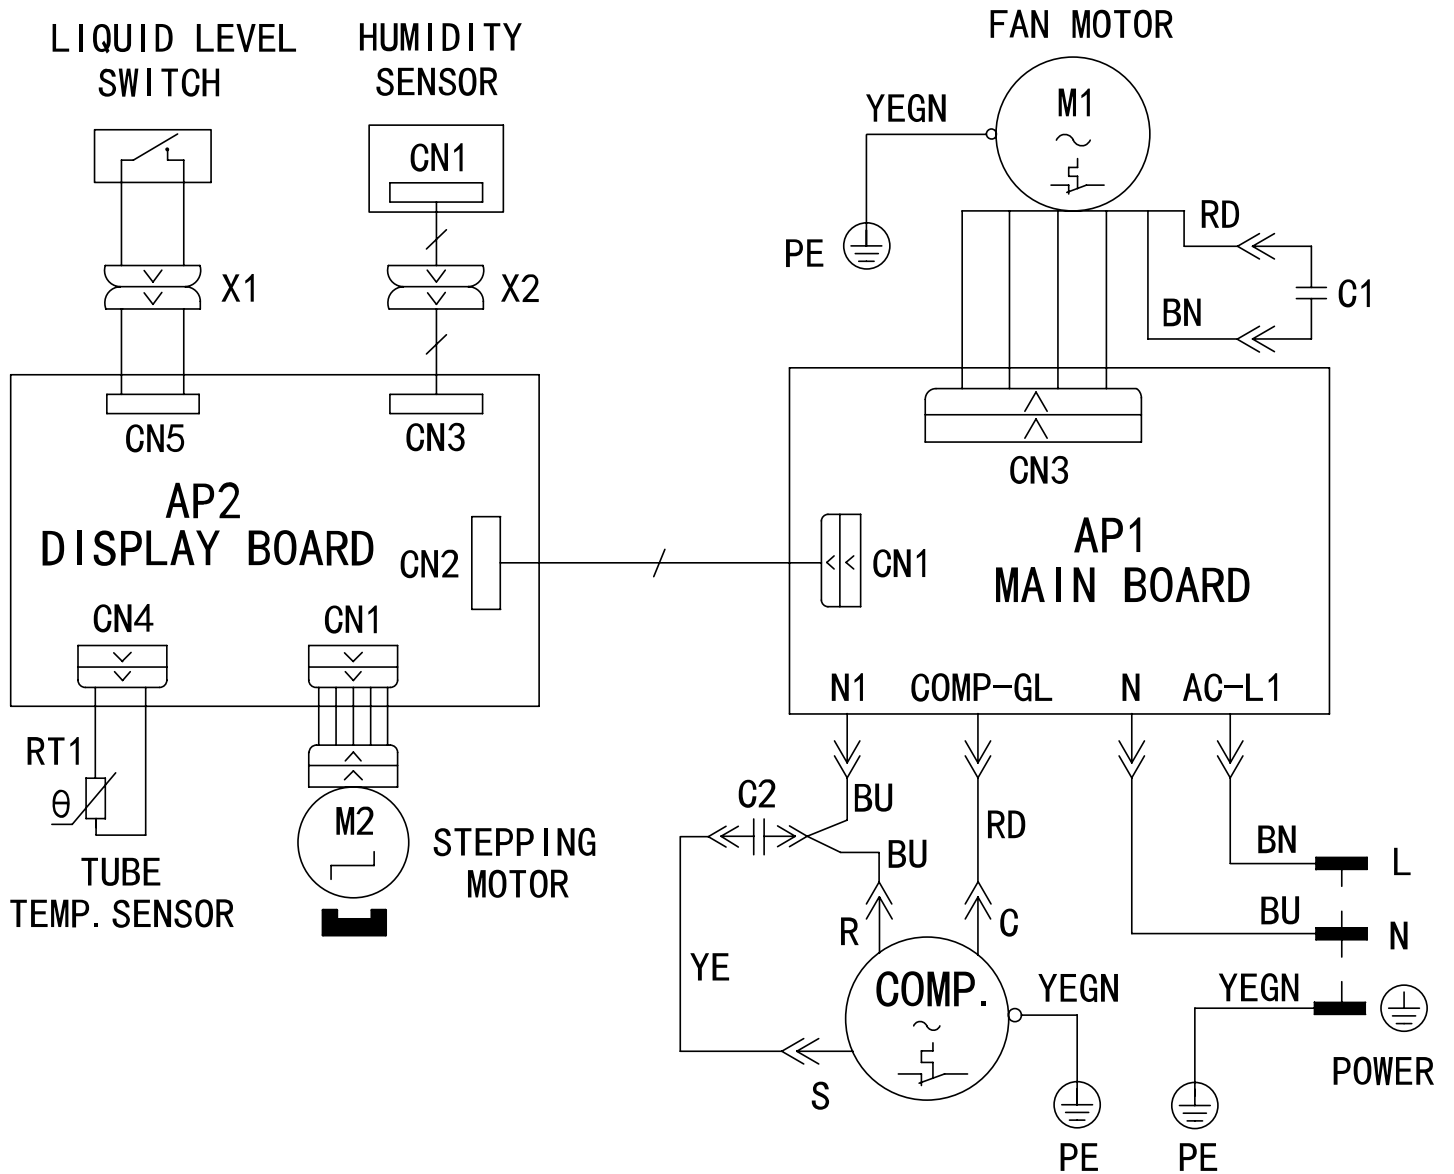 LIQUID LEVEL
SWITCH
HUMIDITY
SENSOR
FAN MOTOR
CN1
M1
YEGN
PE
RD
C1
BN
X1
X2
CN5
CN3
AP2
DISPLAY BOARD
CN2
CN4
CN1
CN3
CN1
AP1
MAIN BOARD
N1
COMP-GL
N
AC-L1
RT1
θ
TUBE
TEMP. SENSOR
M2
STEPPING
MOTOR
C2
BU
BU
RD
YE
R
C
S
COMP.
YEGN
PE
BN
L
BU
N
YEGN
PE
POWER